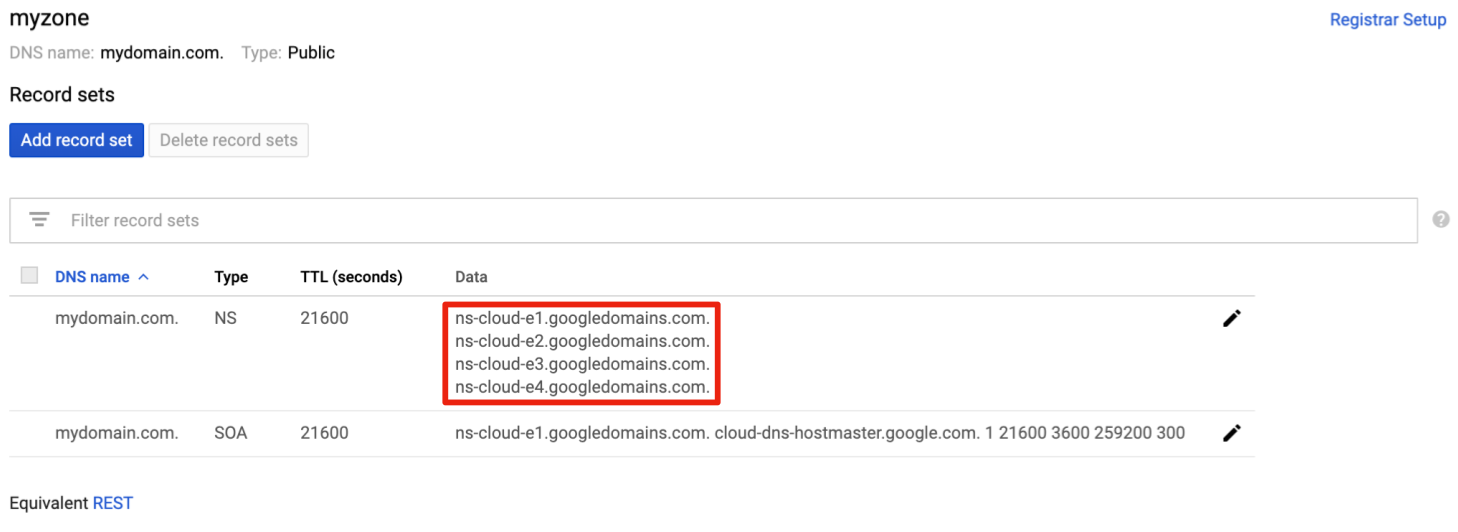 myzone
Registrar Setup
DNS name: mydomain.com. Type: Public
Record sets
Add record set Delete record sets
Filter record sets
DNS name Type TTL (seconds) Data
mydomain.com. NS 21600 ns-cloud-e1.googledomains.com.
ns-cloud-e2.googledomains.com.
ns-cloud-e3.googledomains.com.
ns-cloud-e4.googledomains.com.
mydomain.com. SOA 21600 ns-cloud-e1.googledomains.com. cloud-dns-hostmaster.google.com. 1 21600 3600 259200 300
Equivalent REST